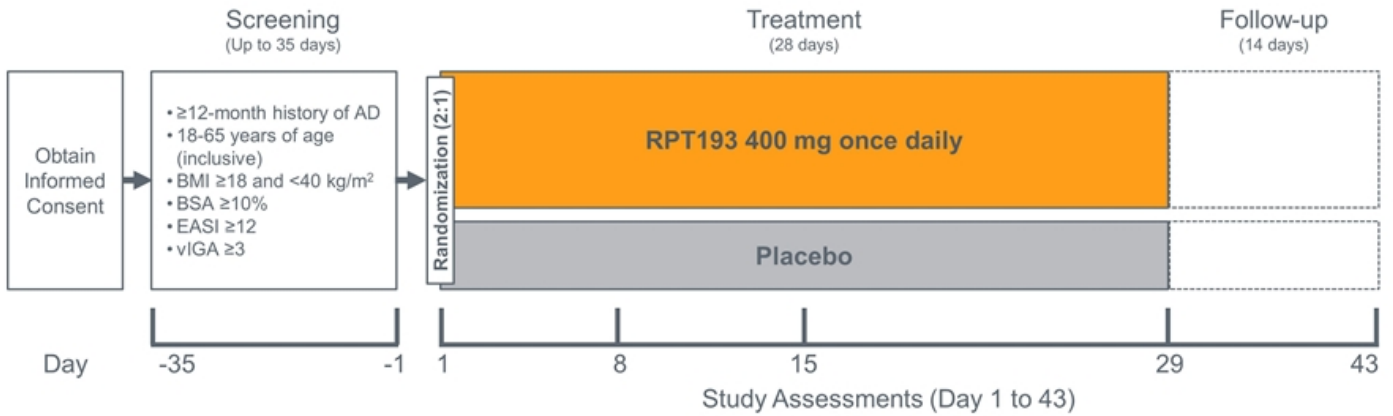 Screening
(Up to 35 days)
Treatment
(28 days)
Follow-up
(14 days)
Obtain
Informed
Consent
• ≥12-month history of AD
• 18-65 years of age
(inclusive)
• BMI ≥18 and <40 kg/m²
• BSA ≥10%
• EASI ≥12
• vIGA ≥3
Randomization (2:1)
RPT193 400 mg once daily
Placebo
Day
-35
-1
1
8
15
29
43
Study Assessments (Day 1 to 43)